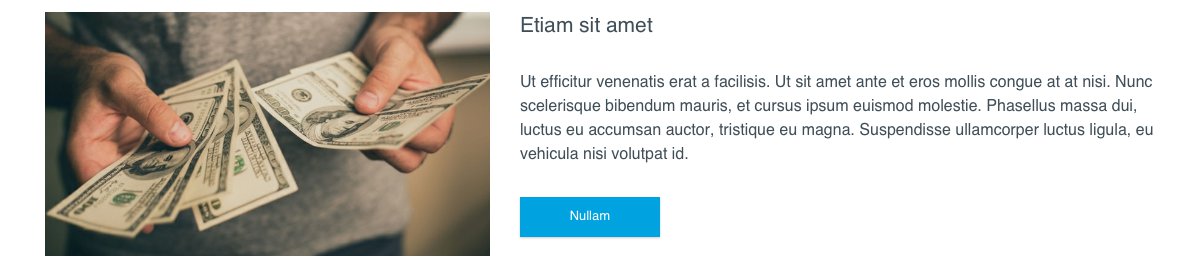 Etiam sit amet
Ut efficitur venenatis erat a facilisis. Ut sit amet ante et eros mollis congue at at nisi. Nunc
scelerisque bibendum mauris, et cursus ipsum euismod molestie. Phasellus massa dui,
luctus eu accumsan auctor, tristique eu magna. Suspendisse ullamcorper luctus ligula, eu
vehicula nisi volutpat id.
Nullam